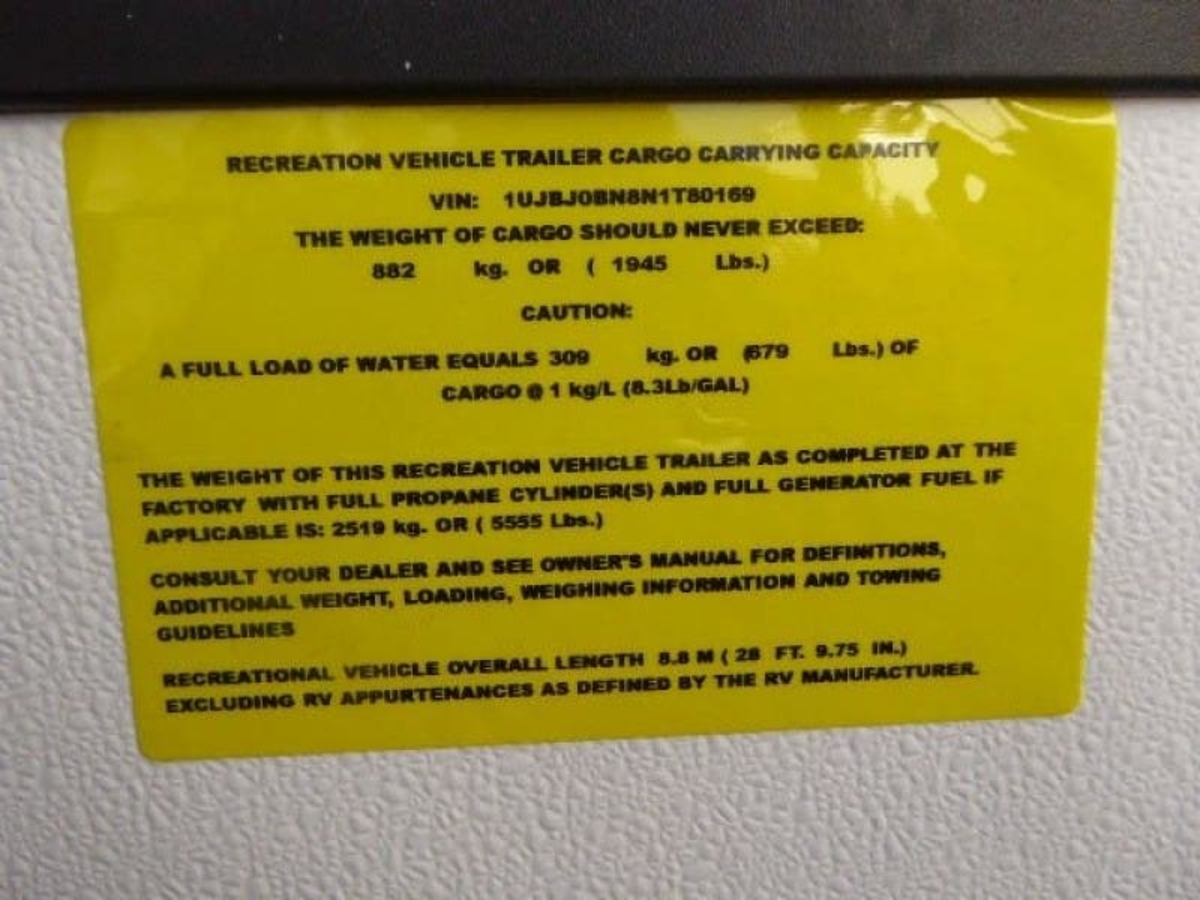 RECREATION VEHICLE TRAILER CARGO CARRYING CAPACITY
VIN: 1UJBJ0BN8N1T80169
THE WEIGHT OF CARGO SHOULD NEVER EXCEED:
882 kg. OR ( 1945 Lbs.)
CAUTION:
A FULL LOAD OF WATER EQUALS 309 kg. OR (679 Lbs.) OF
CARGO @ 1 kg/L (8.3Lb/GAL)
THE WEIGHT OF THIS RECREATION VEHICLE TRAILER AS COMPLETED AT THE
FACTORY WITH FULL PROPANE CYLINDER(S) AND FULL GENERATOR FUEL IF
APPLICABLE IS: 2519 kg. OR ( 5555 Lbs.)
CONSULT YOUR DEALER AND SEE OWNER'S MANUAL FOR DEFINITIONS,
ADDITIONAL WEIGHT, LOADING, WEIGHING INFORMATION AND TOWING
GUIDELINES
RECREATIONAL VEHICLE OVERALL LENGTH 8.8 M ( 28 FT. 9.75 IN.)
EXCLUDING RV APPURTENANCES AS DEFINED BY THE RV MANUFACTURER.